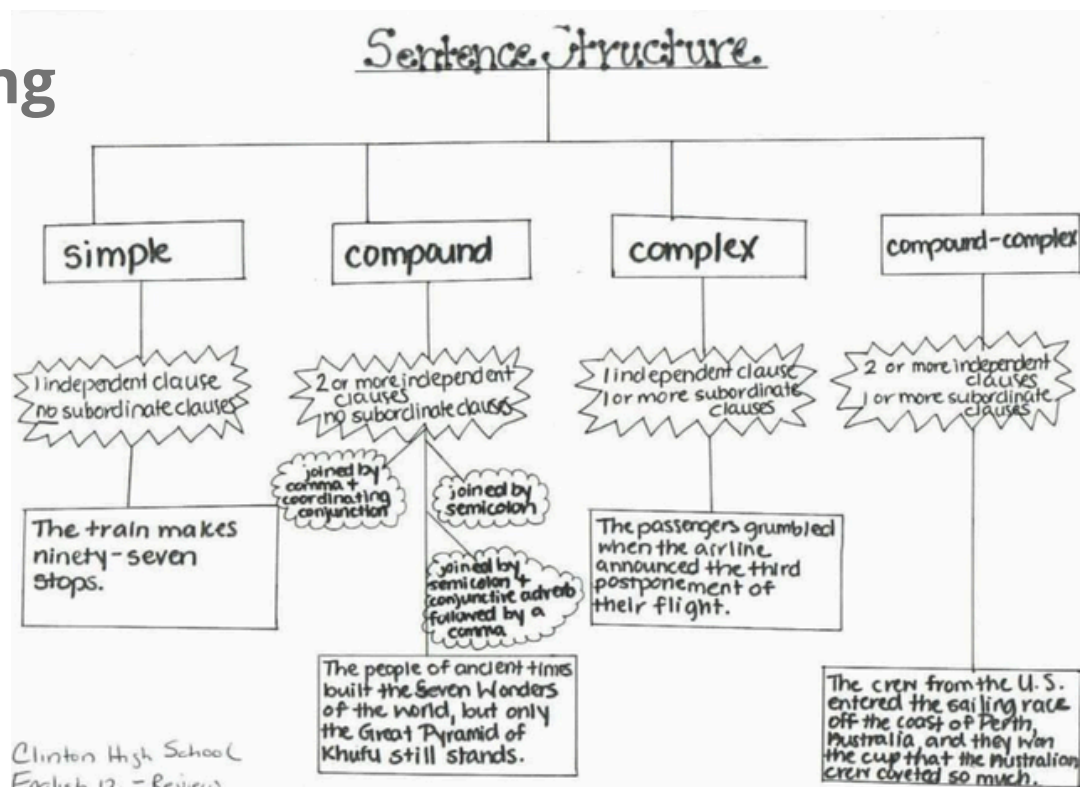 ng
Sentence Structure.
simple
compound
complex
compound-complex
1 independent clause
no subordinate clauses
2 or more independent
clauses
no subordinate clauses
1 independent clause
1 or more subordinate
clauses
2 or more independent
clauses
1 or more subordinate
clauses
joined by
comma +
coordinating
conjunction
joined by
semicolon
joined by
semicolon +
conjunctive adverb
followed by a
comma
The train makes
ninety-seven
stops.
The people of ancient times
built the Seven Wonders
of the world, but only
the Great Pyramid of
Khufu still stands.
The passengers grumbled
when the airline
announced the third
postponement of
their flight.
The crew from the U.S.
entered the sailing race
off the coast of Perth,
Australia, and they won
the cup that the Australian
crew coveted so much.
Clinton High School
English 12 - Review